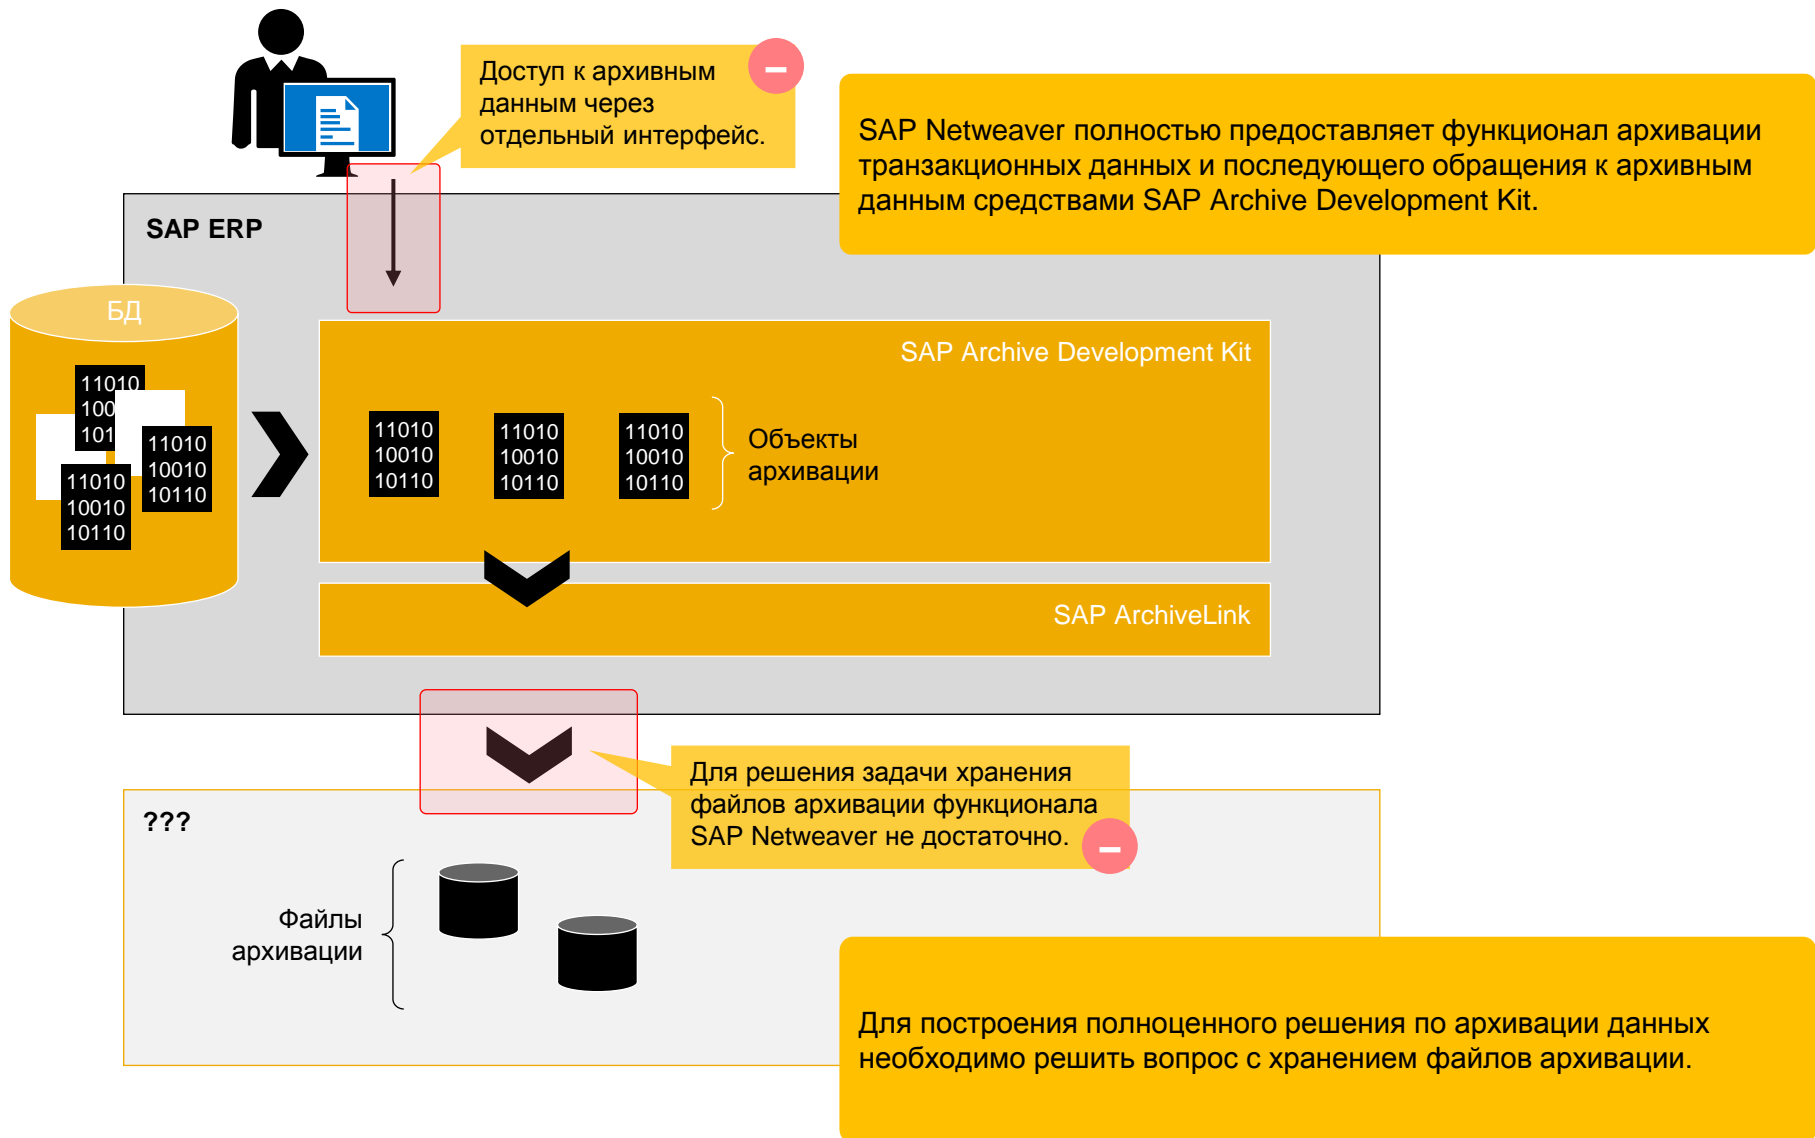 Доступ к архивным
данным через
отдельный интерфейс.
–
SAP Netweaver полностью предоставляет функционал архивации
транзакционных данных и последующего обращения к архивным
данным средствами SAP Archive Development Kit.
SAP ERP
БД
11010
100
101
11010
10010
10110
11010
10010
10110
SAP Archive Development Kit
11010
10010
10110
11010
10010
10110
11010
10010
10110
Объекты
архивации
SAP ArchiveLink
Для решения задачи хранения
файлов архивации функционала
SAP Netweaver не достаточно.
–
???
Файлы
архивации
Для построения полноценного решения по архивации данных
необходимо решить вопрос с хранением файлов архивации.